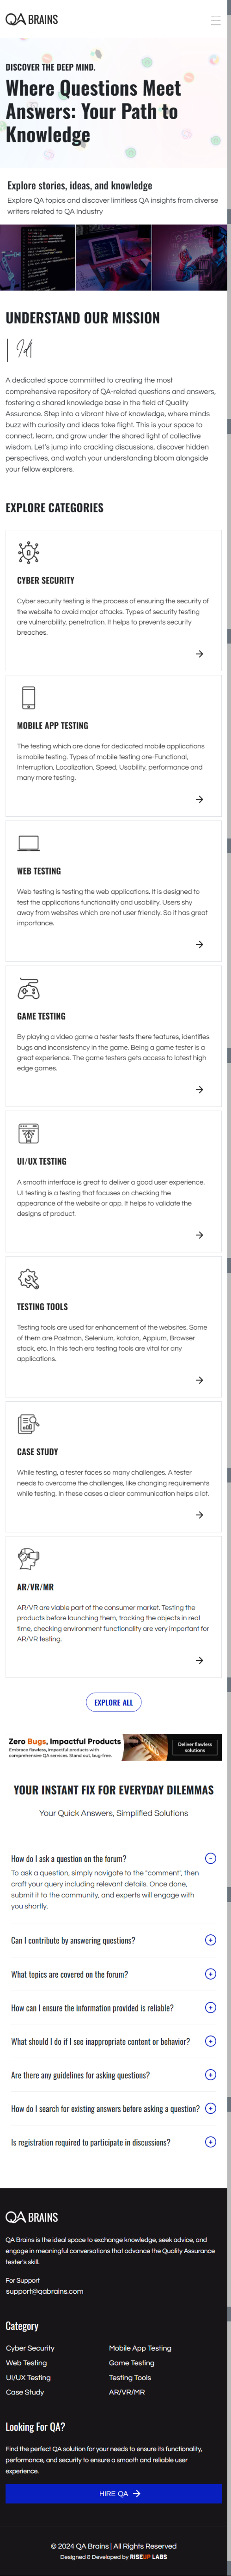 QA BRAINS
DISCOVER THE DEEP MIND.
Where Questions Meet
Answers: Your Path to
Knowledge
Explore stories, ideas, and knowledge
Explore QA topics and discover limitless QA insights from diverse
writers related to QA Industry
UNDERSTAND OUR MISSION
A dedicated space committed to creating the most
comprehensive repository of QA-related questions and answers,
fostering a shared knowledge base in the field of Quality
Assurance. Step into a vibrant hive of knowledge, where minds
buzz with curiosity and ideas take flight. This is your space to
connect, learn, and grow under the shared light of collective
wisdom. Let's jump into crackling discussions, discover hidden
perspectives, and watch your understanding bloom alongside
your fellow explorers.
EXPLORE CATEGORIES
CYBER SECURITY
Cyber security testing is the process of ensuring the security of
the website to avoid major attacks. Types of security testing
are vulnerability, penetration. It helps to prevents security
breaches.
MOBILE APP TESTING
The testing which are done for dedicated mobile applications
is mobile testing. Types of mobile testing are-Functional,
Interruption, Localization, Speed, Usability, performance and
many more testing.
WEB TESTING
Web testing is testing the web applications. It is designed to
test the applications functionality and usability. Users shy
away from websites which are not user friendly. So it has great
importance.
GAME TESTING
By playing a video game a tester tests their features, identifies
bugs and inconsistency in the game. Being a game tester is a
great experience. The game testers gets access to latest high
edge games.
UI/UX TESTING
A smooth interface is great to deliver a good user experience.
UI testing is a testing that focuses on checking the
appearance of the website or app. It helps to validate the
designs of product.
TESTING TOOLS
Testing tools are used for enhancement of the websites. Some
of them are Postman, Selenium, katalon, Appium, Browser
stack, etc. In this tech era testing tools are vital for any
applications.
CASE STUDY
While testing, a tester faces so many challenges. A tester
needs to overcome the challenges, like changing requirements
while testing. In these cases a clear communication helps a lot.
AR/VR/MR
AR/VR are viable part of the consumer market. Testing the
products before launching them, tracking the objects in real
time, checking environment functionality are very important for
AR/VR testing.
EXPLORE ALL
Zero Bugs, Impactful Products
Embrace flawless, impactful products with
comprehensive QA services. Stand out, bug-free.
Deliver flawless
solutions
YOUR INSTANT FIX FOR EVERYDAY DILEMMAS
Your Quick Answers, Simplified Solutions
How do I ask a question on the forum?
To ask a question, simply navigate to the "comment", then
craft your query including relevant details. Once done,
submit it to the community, and experts will engage with
you shortly.
Can I contribute by answering questions?
What topics are covered on the forum?
How can I ensure the information provided is reliable?
What should I do if I see inappropriate content or behavior?
Are there any guidelines for asking questions?
How do I search for existing answers before asking a question?
Is registration required to participate in discussions?
QA BRAINS
QA Brains is the ideal space to exchange knowledge, seek advice, and
engage in meaningful conversations that advance the Quality Assurance
tester's skill.
For Support
support@qabrains.com
Category
Cyber Security
Mobile App Testing
Web Testing
Game Testing
UI/UX Testing
Testing Tools
Case Study
AR/VR/MR
Looking For QA?
Find the perfect QA solution for your needs to ensure its functionality,
performance, and security to ensure a smooth and reliable user
experience.
HIRE QA
© 2024 QA Brains | All Rights Reserved
Designed & Developed by RISEUP LABS